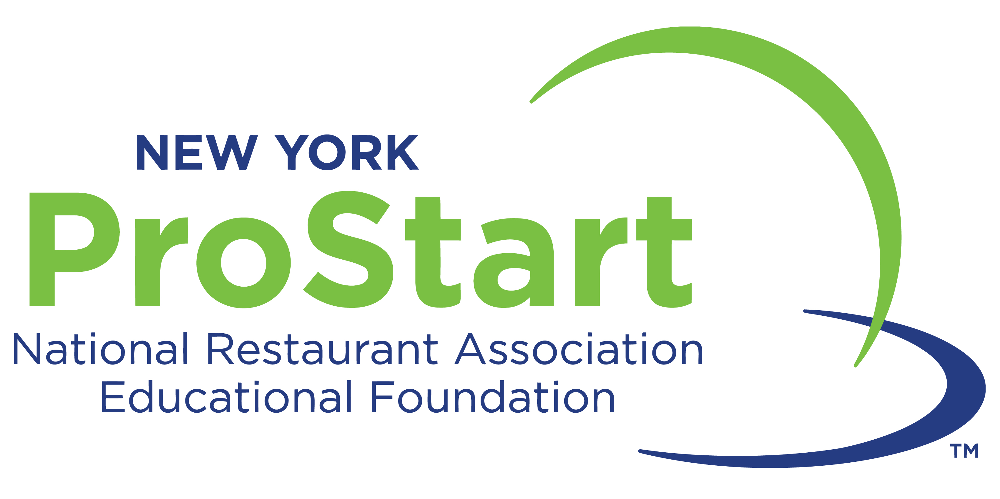 NEW YORK
ProStart
National Restaurant Association
Educational Foundation
TM